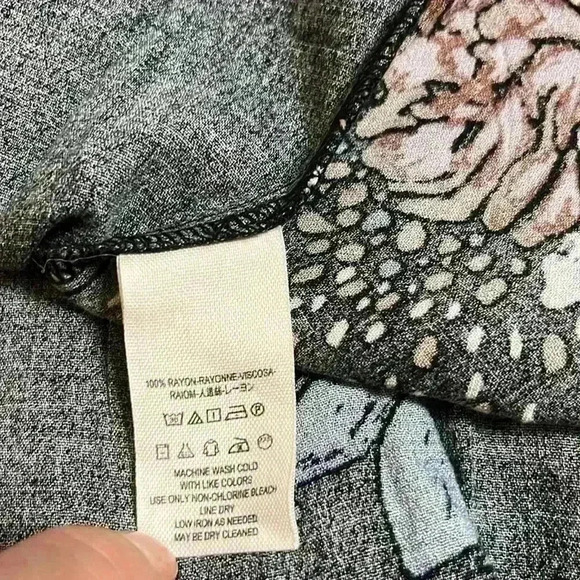 100% RAYON-RAYONNE-VISCOSA-
RAIOM-人造絲-レーヨン
MACHINE WASH COLD
WITH LIKE COLORS
USE ONLY NON-CHLORINE BLEACH
LINE DRY
LOW IRON AS NEEDED
MAY BE DRY CLEANED